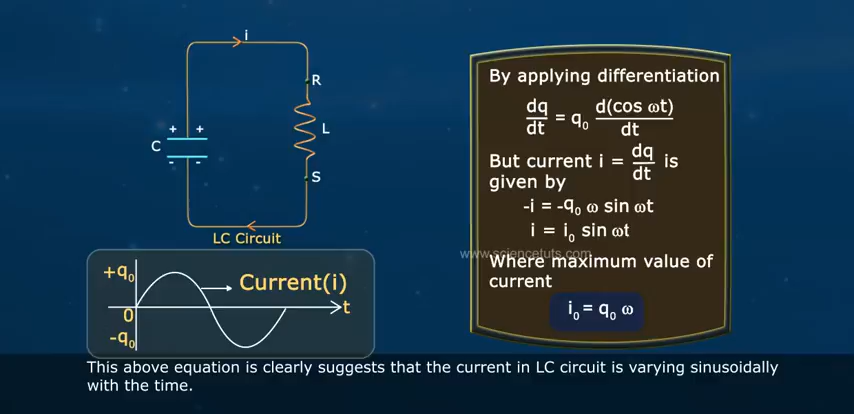 i
R
L
C
+ +
- -
S
LC Circuit
+q₀
Current(i)
0
t
-q₀
By applying differentiation
dq/dt = q₀ d(cos ωt)/dt
But current i = dq/dt is
given by
-i = -q₀ ω sin ωt
i = i₀ sin ωt
www.sciencetuts.com
Where maximum value of
current
i₀ = q₀ ω
This above equation is clearly suggests that the current in LC circuit is varying sinusoidally
with the time.